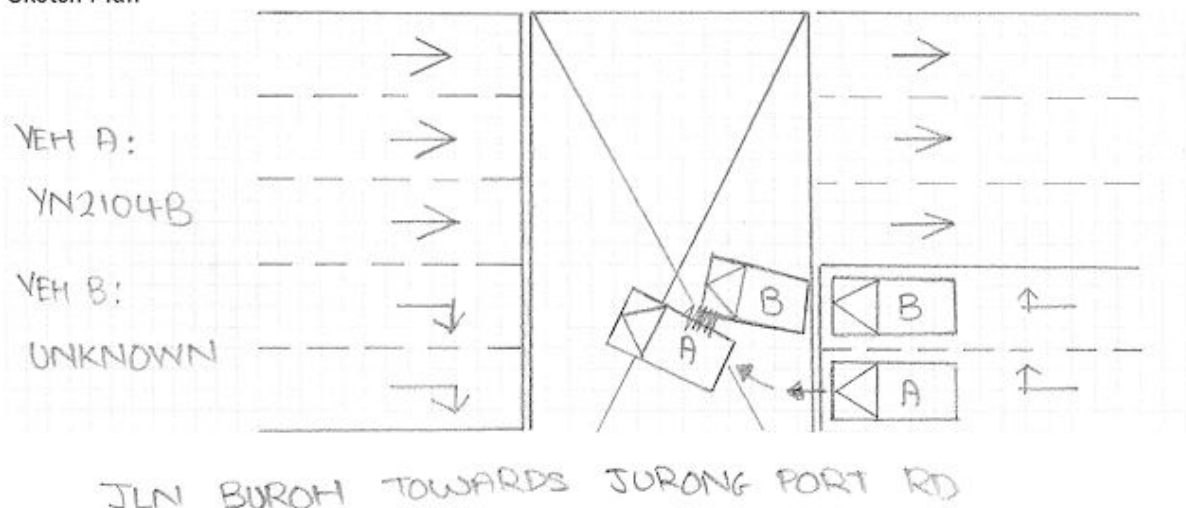 Sketch Plan
VEH A:
YN2104B
VEH B:
UNKNOWN
B
A
B
A
JLN BUROH TOWARDS JURONG PORT RD